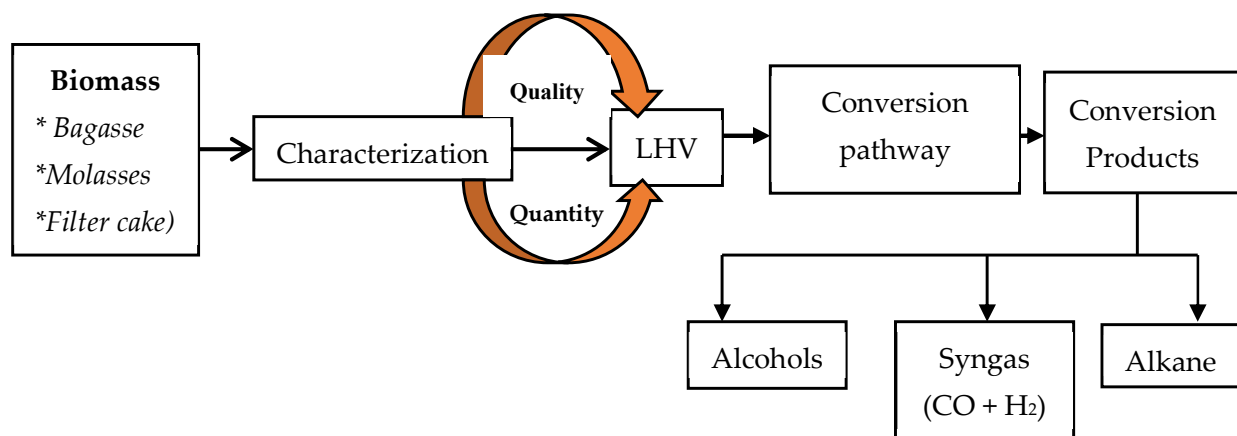 Biomass
* Bagasse
*Molasses
*Filter cake)
Characterization
Quality
Quantity
LHV
Conversion
pathway
Conversion
Products
Alcohols
Syngas
(CO + H₂)
Alkane